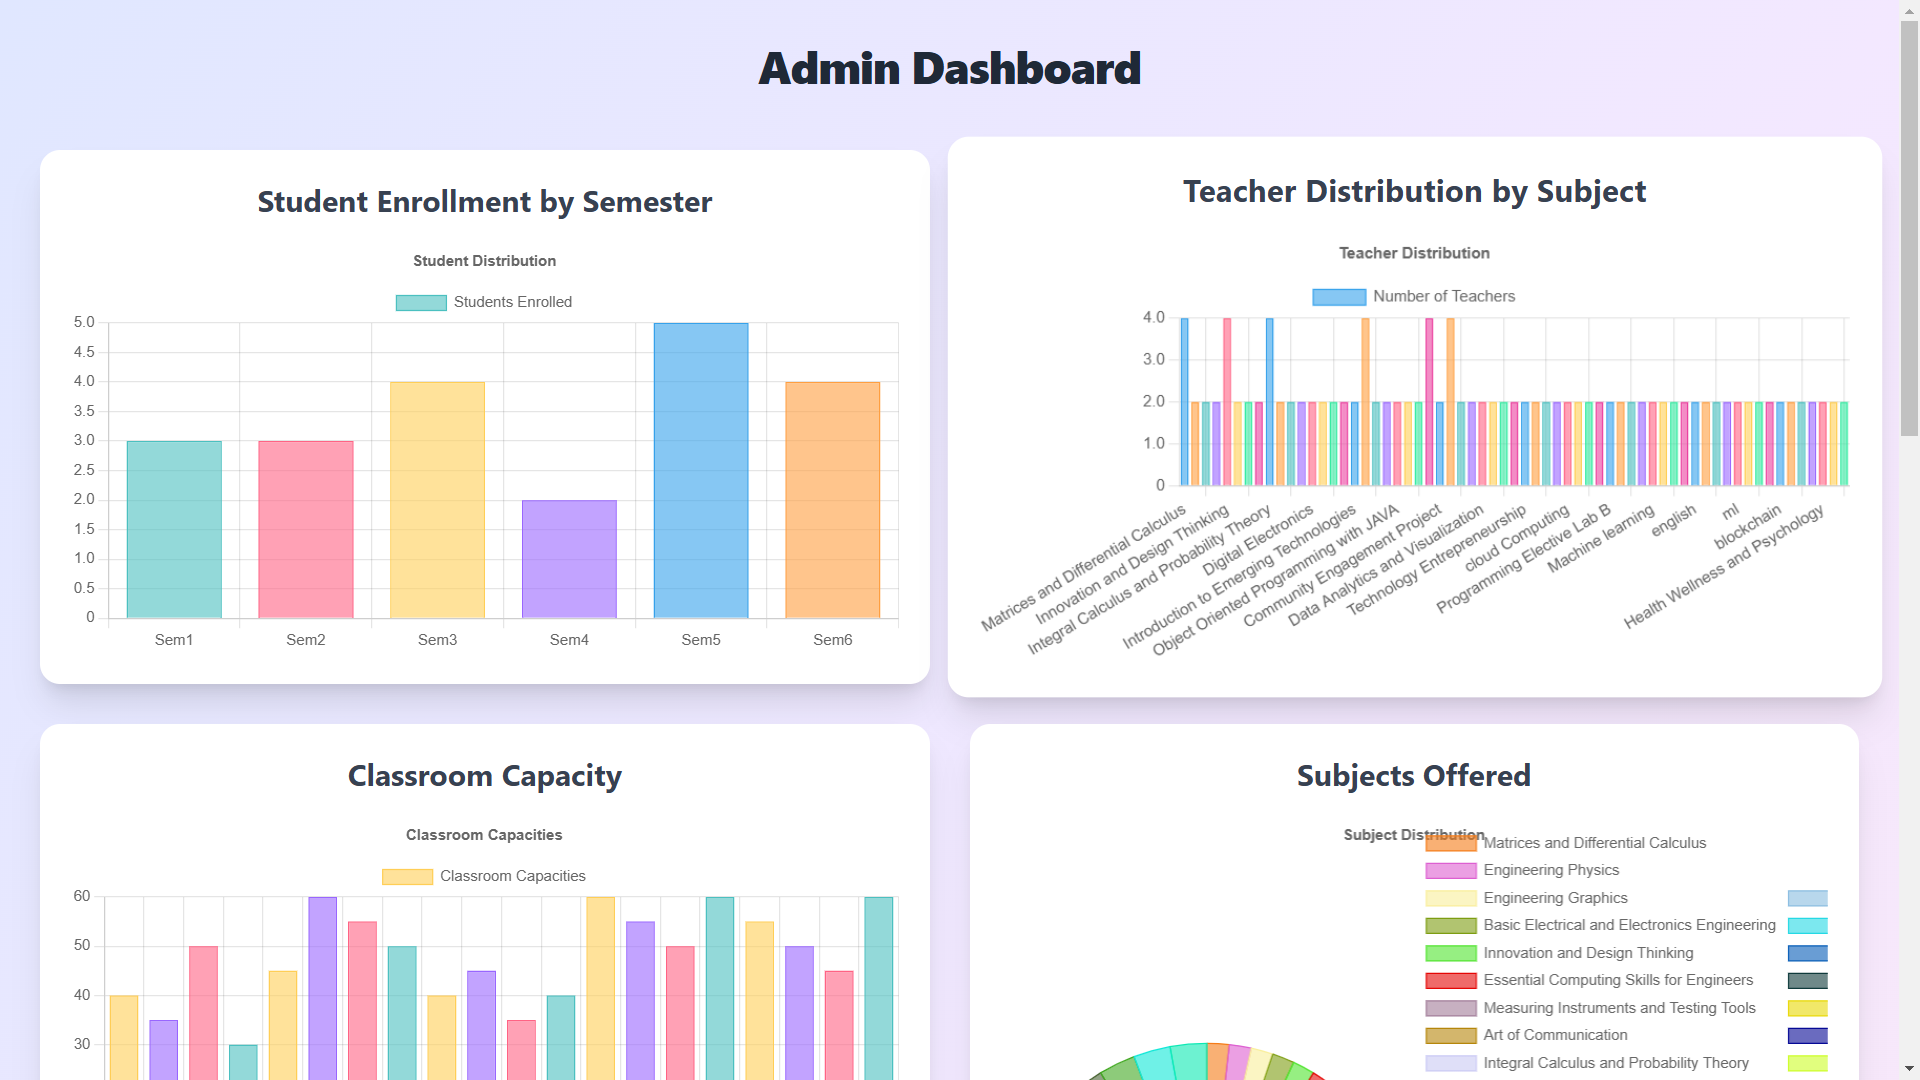 Admin Dashboard
Student Enrollment by Semester
Student Distribution
Students Enrolled
5.0
4.5
4.0
3.5
3.0
2.5
2.0
1.5
1.0
0.5
0
Sem1 Sem2 Sem3 Sem4 Sem5 Sem6
Teacher Distribution by Subject
Teacher Distribution
Number of Teachers
4.0
3.0
2.0
1.0
0
Matrices and Differential Calculus
Innovation and Design Thinking
Integral Calculus and Probability Theory
Digital Electronics
Introduction to Emerging Technologies
Object Oriented Programming with JAVA
Community Engagement Project
Data Analytics and Visualization
Technology Entrepreneurship
cloud Computing
Programming Elective Lab B
Machine learning
english
ml
blockchain
Health Wellness and Psychology
Classroom Capacity
Classroom Capacities
Classroom Capacities
60
50
40
30
Subjects Offered
Subject Distribution
Matrices and Differential Calculus
Engineering Physics
Engineering Graphics
Basic Electrical and Electronics Engineering
Innovation and Design Thinking
Essential Computing Skills for Engineers
Measuring Instruments and Testing Tools
Art of Communication
Integral Calculus and Probability Theory